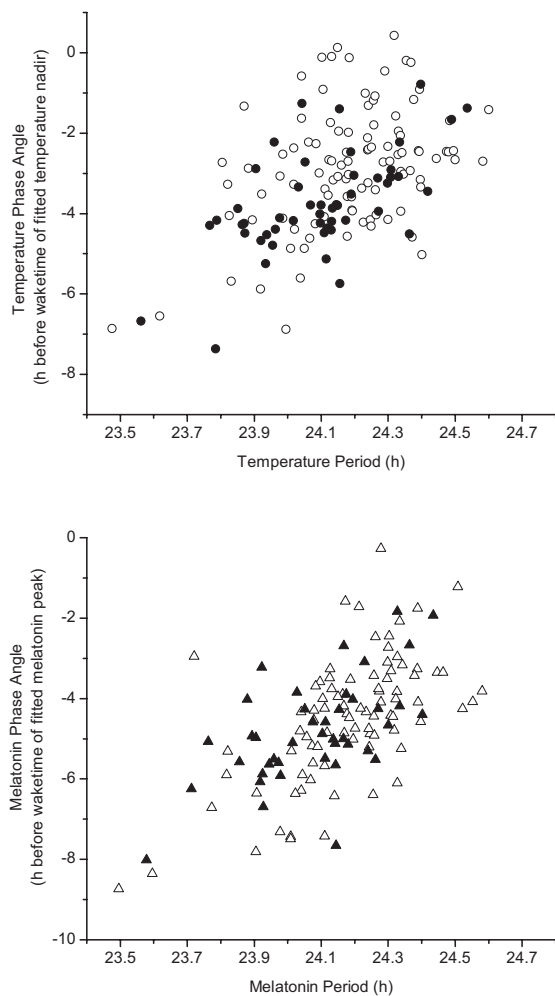 Temperature Phase Angle
(h before waketime of fitted temperature nadir)
0
-2
-4
-6
-8
23.5 23.7 23.9 24.1 24.3 24.5 24.7
Temperature Period (h)
Melatonin Phase Angle
(h before waketime of fitted melatonin peak)
0
-2
-4
-6
-8
-10
23.5 23.7 23.9 24.1 24.3 24.5 24.7
Melatonin Period (h)